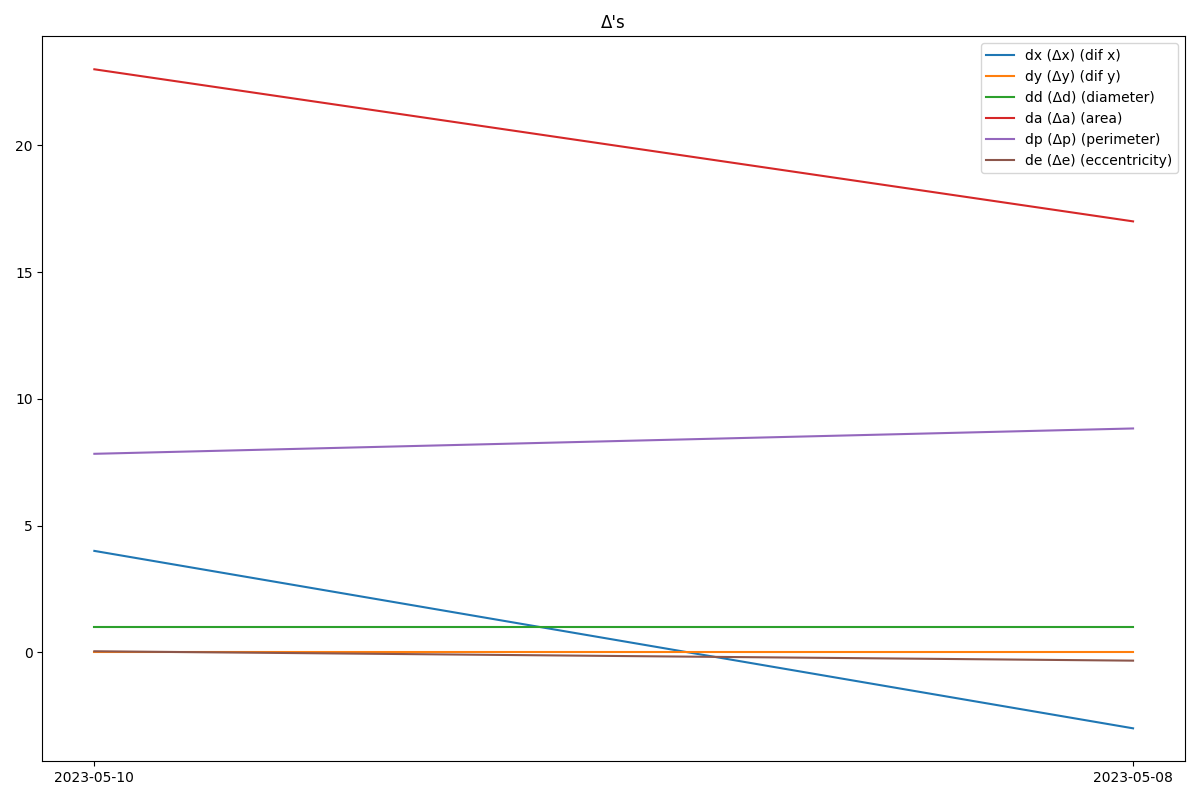 Δ's
dx (Δx) (dif x)
dy (Δy) (dif y)
dd (Δd) (diameter)
da (Δa) (area)
dp (Δp) (perimeter)
de (Δe) (eccentricity)
20
15
10
5
0
2023-05-10
2023-05-08